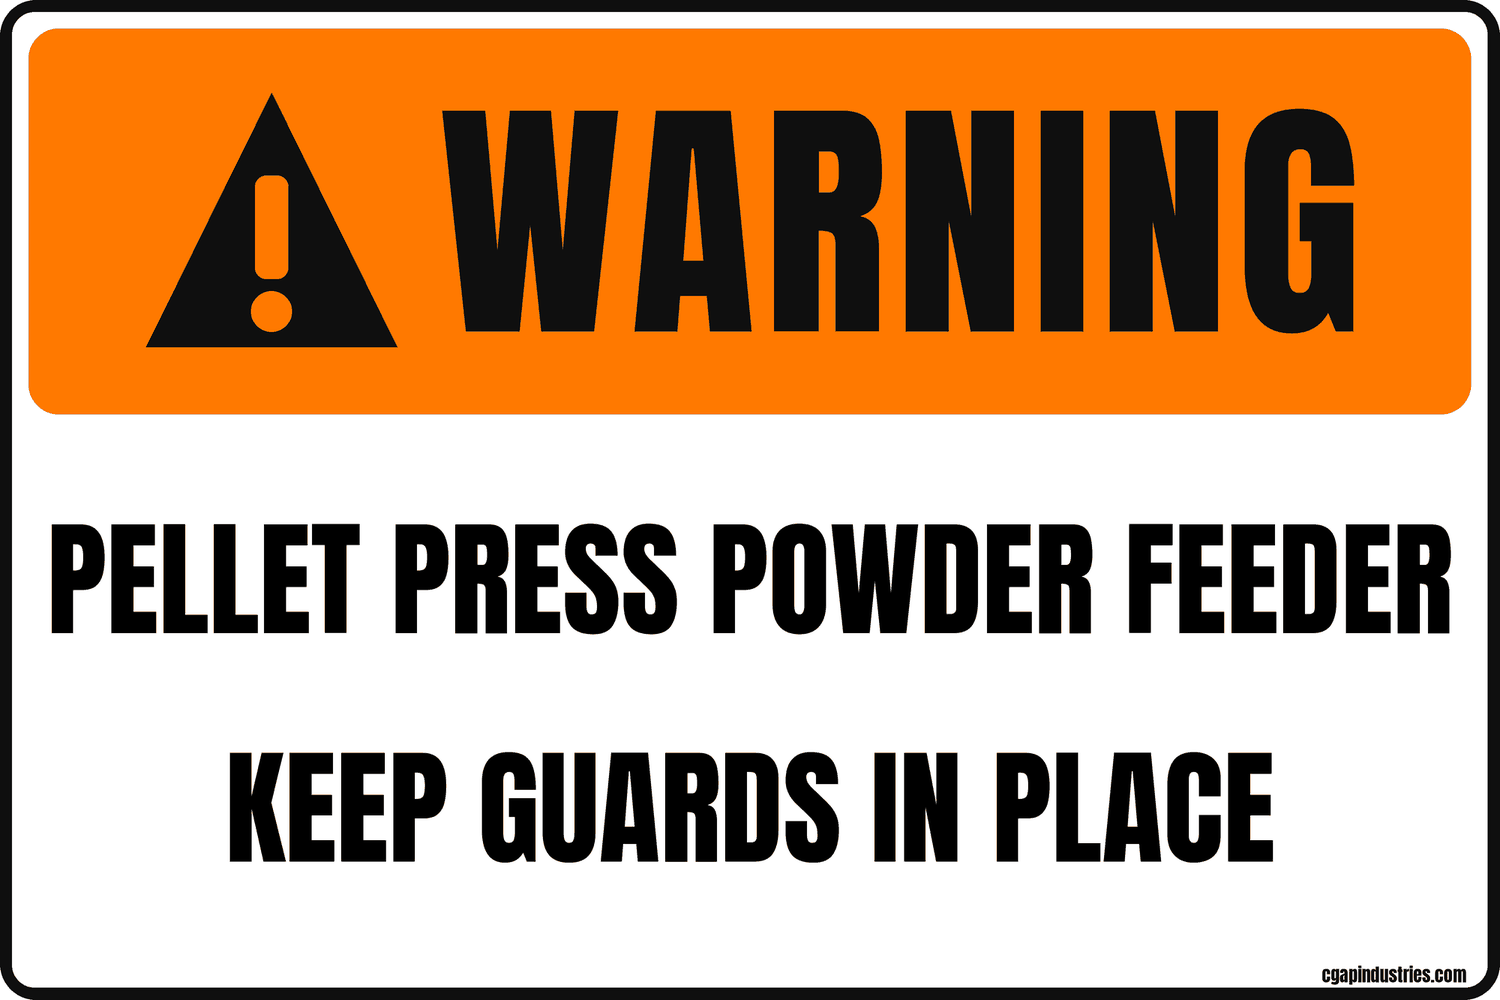 WARNING
PELLET PRESS POWDER FEEDER
KEEP GUARDS IN PLACE
cgapindustries.com